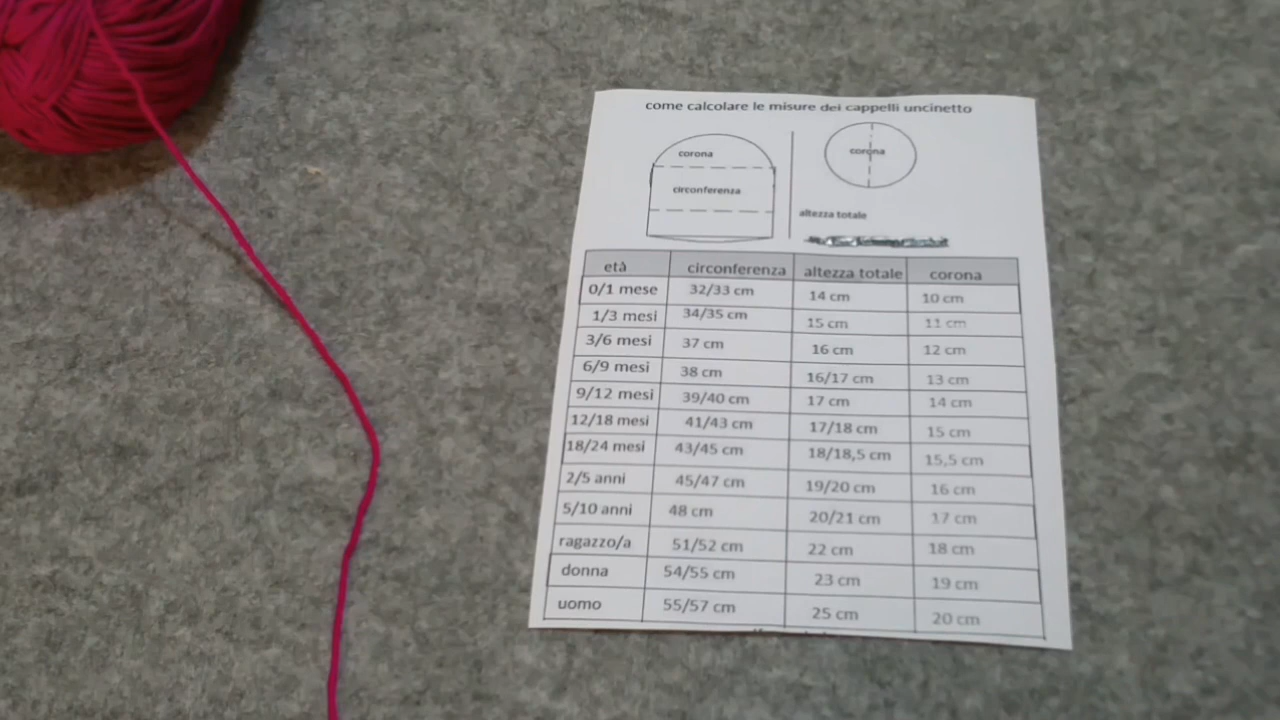 come calcolare le misure dei cappelli uncinetto
corona
corona
circonferenza
altezza totale
età circonferenza altezza totale corona
0/1 mese 32/33 cm 14 cm 10 cm
1/3 mesi 34/35 cm 15 cm 11 cm
3/6 mesi 37 cm 16 cm 12 cm
6/9 mesi 38 cm 16/17 cm 13 cm
9/12 mesi 39/40 cm 17 cm 14 cm
12/18 mesi 41/43 cm 17/18 cm 15 cm
18/24 mesi 43/45 cm 18/18,5 cm 15,5 cm
2/5 anni 45/47 cm 19/20 cm 16 cm
5/10 anni 48 cm 20/21 cm 17 cm
ragazzo/a 51/52 cm 22 cm 18 cm
donna 54/55 cm 23 cm 19 cm
uomo 55/57 cm 25 cm 20 cm